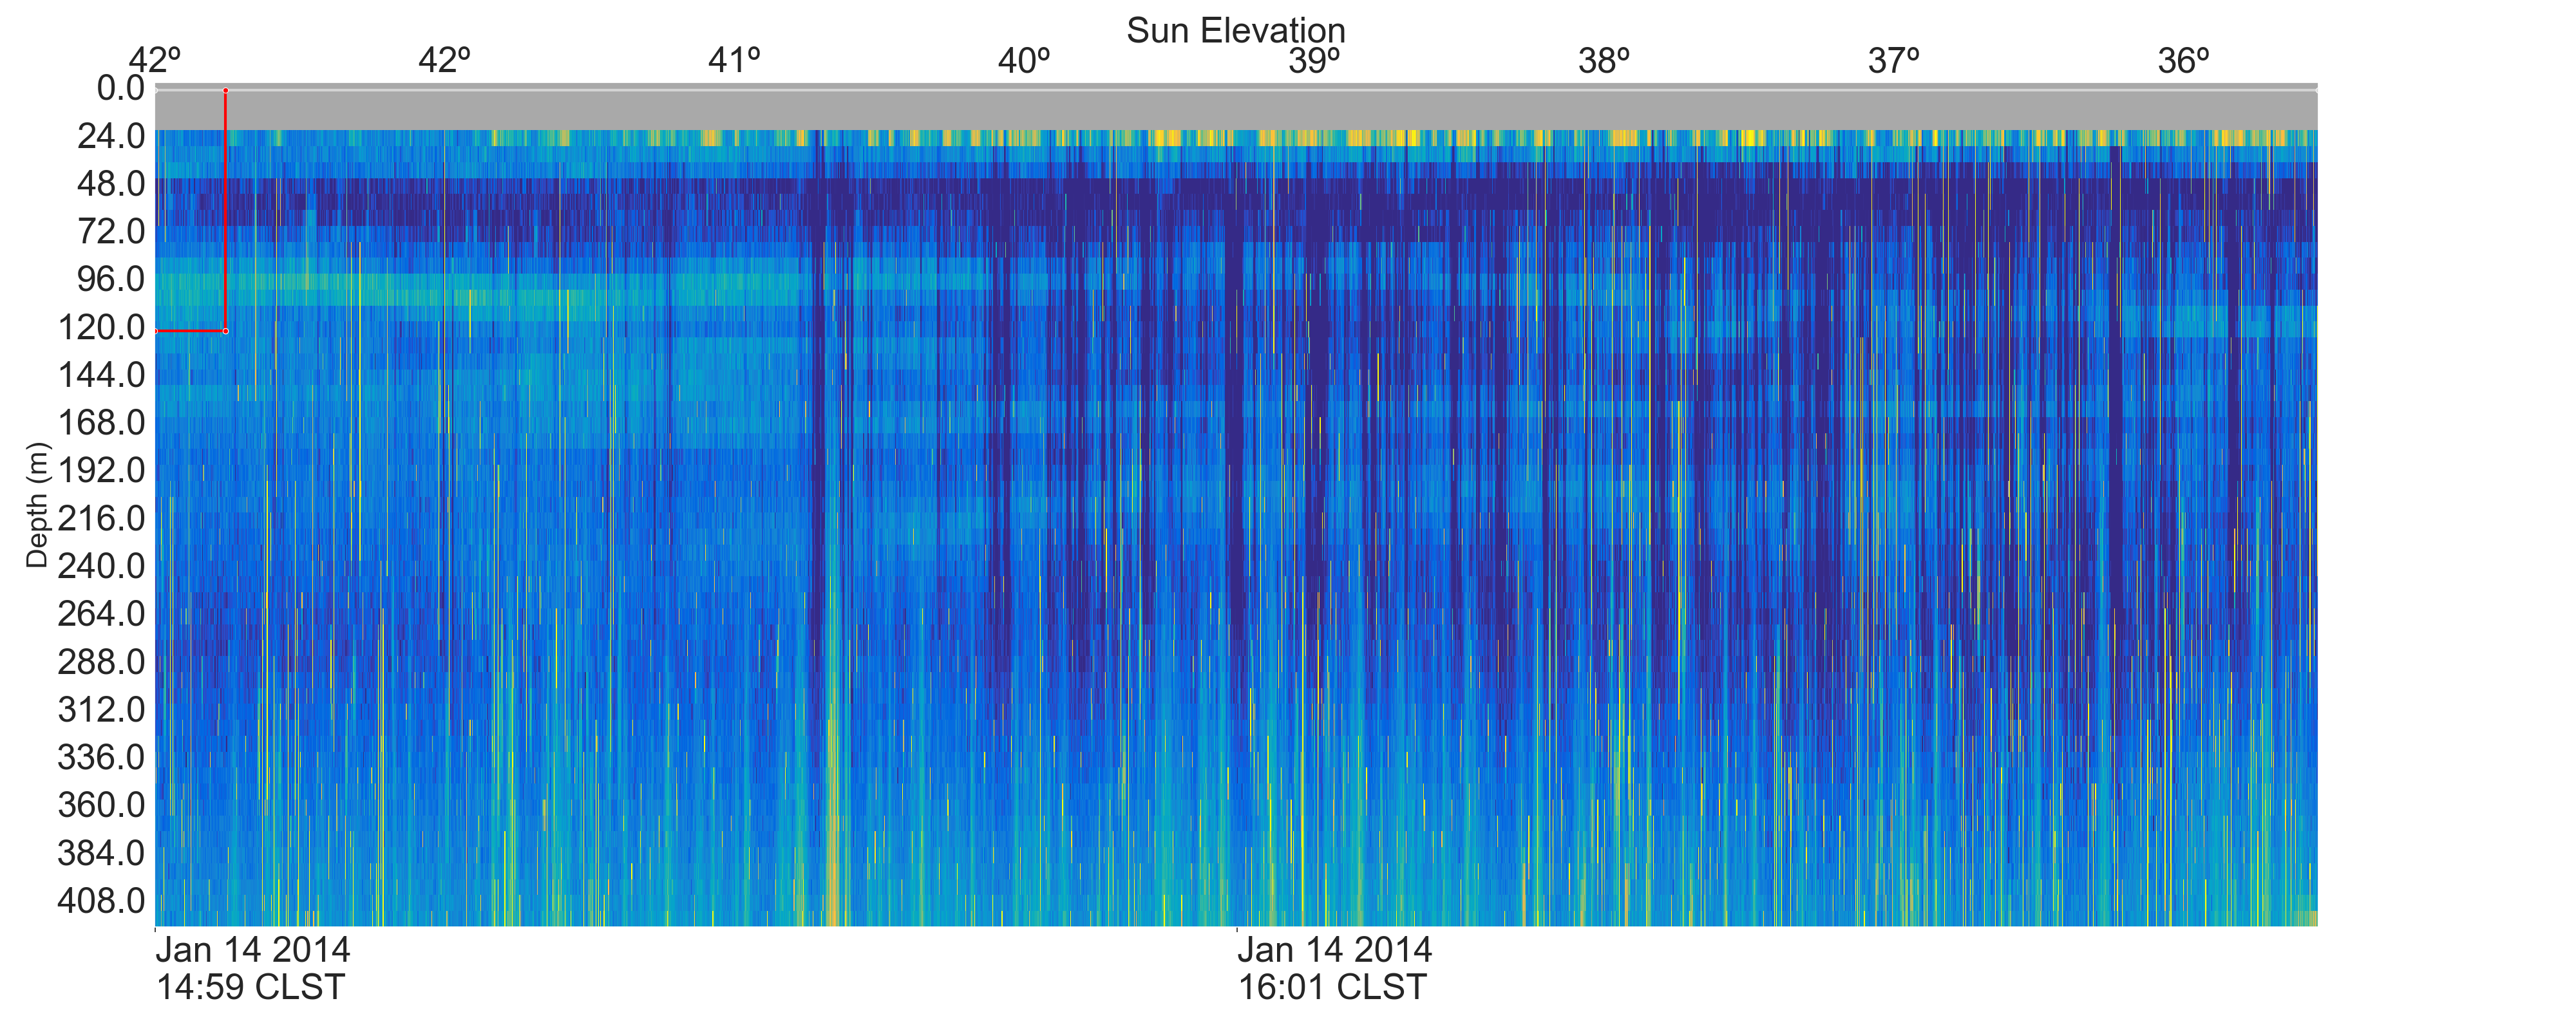 Sun Elevation
42º 42º 41º 40º 39º 38º 37º 36º
0.0
24.0
48.0
72.0
96.0
120.0
144.0
168.0
192.0
216.0
240.0
264.0
288.0
312.0
336.0
360.0
384.0
408.0
Depth (m)
Jan 14 2014
14:59 CLST
Jan 14 2014
16:01 CLST